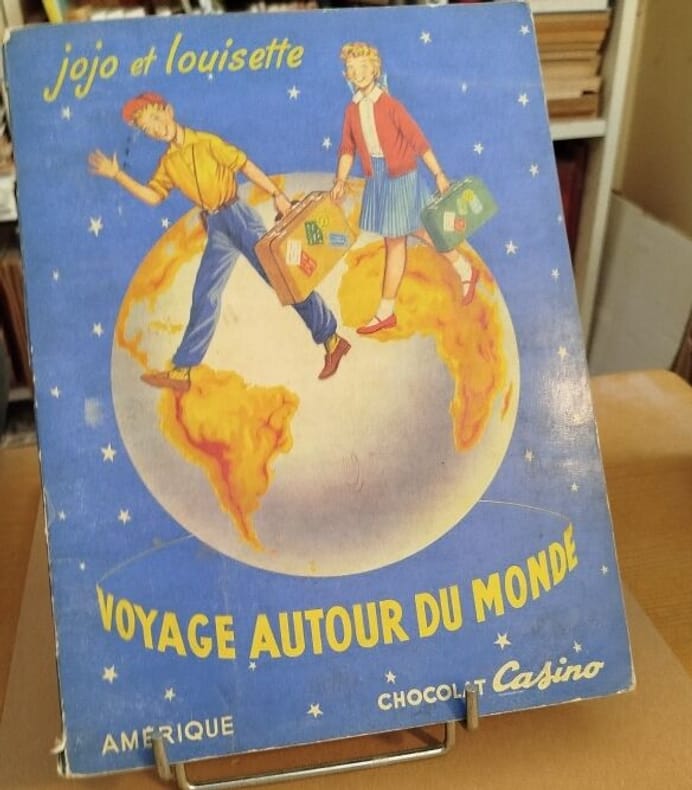 jojo et louisette
VOYAGE AUTOUR DU MONDE
CHOCOLAT Casino
AMÉRIQUE